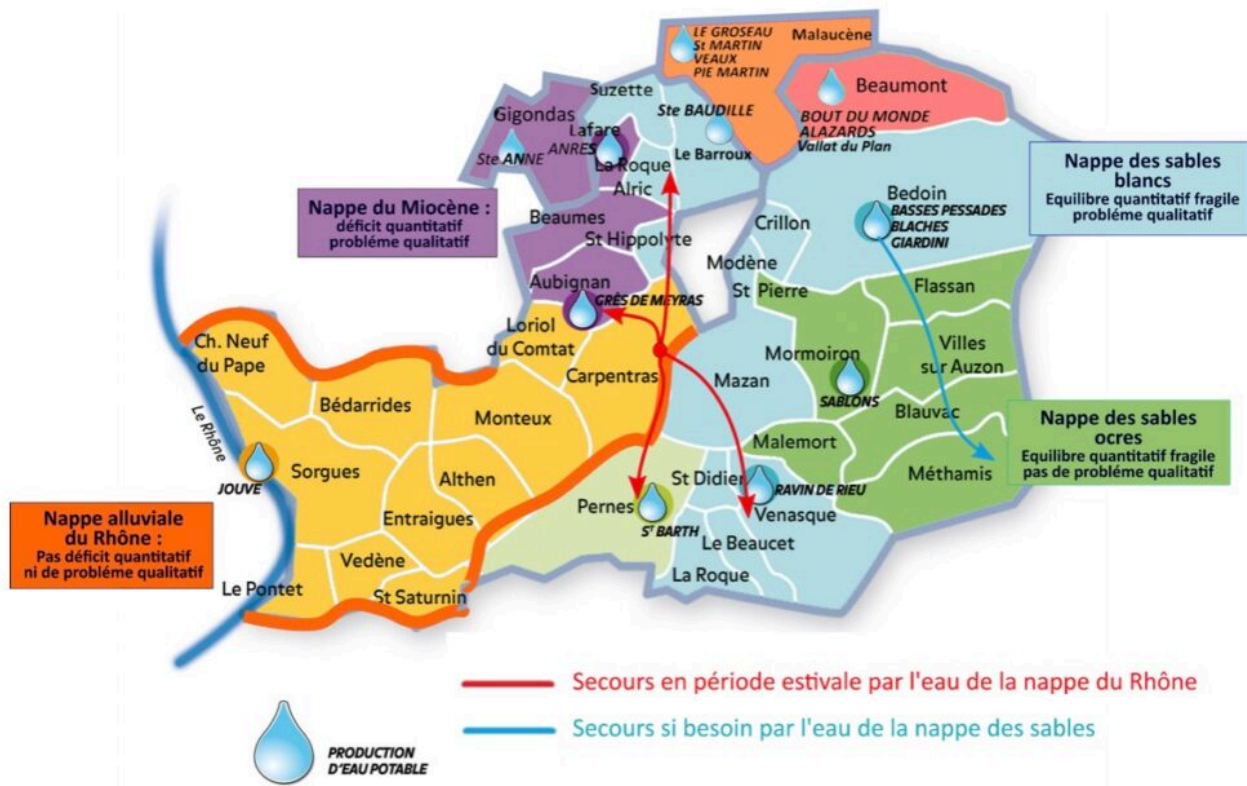 LE GROSEAU
St MARTIN
VEAUX
PIE MARTIN
Malaucène
Beaumont
BOUT DU MONDE
ALAZARDS
Vallat du Plan
Suzette
Ste BAUDILLE
Le Barroux
Gigondas
Ste ANNE
Lafare
ANRES
La Roque
Alric
Nappe du Miocène :
déficit quantitatif
probléme qualitatif
Beaumes
St Hippolyte
Aubignan
GRÈS DE MEYRAS
Nappe des sables
blancs
Equilibre quantitatif fragile
probléme qualitatif
Bedoin
BASSES PESSADES
BLACHES
GIARDINI
Crillon
Modène
St Pierre
Flassan
Mormoiron
SABLONS
Villes
sur Auzon
Blauvac
Malemort
Méthamis
Nappe des sables
ocres
Equilibre quantitatif fragile
pas de probléme qualitatif
Loriol
du Comtat
Carpentras
Mazan
Ch. Neuf
du Pape
Bédarrides
Monteux
Le Rhône
Sorgues
JOUVE
Althen
Entraigues
Pernes
ST BARTH
St Didier
RAVIN DE RIEU
Venasque
Le Beaucet
La Roque
Nappe alluviale
du Rhône :
Pas déficit quantitatif
ni de probléme qualitatif
Vedène
Le Pontet
St Saturnin
Secours en période estivale par l'eau de la nappe du Rhône
Secours si besoin par l'eau de la nappe des sables
PRODUCTION
D'EAU POTABLE